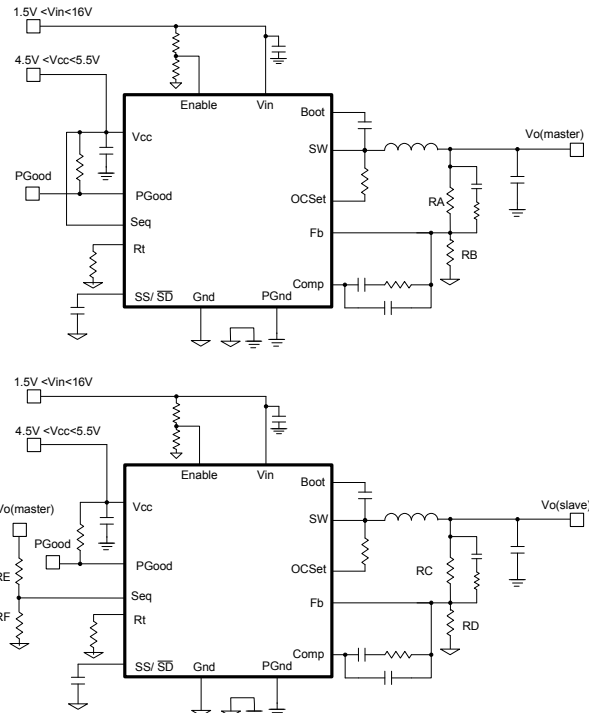 1.5V <Vin<16V
4.5V <Vcc<5.5V
Enable Vin
Boot
Vcc
Vo(master)
SW
PGood
PGood
OCSet
RA
Seq
Fb
Rt
RB
Comp
SS/ SD Gnd PGnd
1.5V <Vin<16V
4.5V <Vcc<5.5V
Enable Vin
Boot
Vo(master)
Vcc
Vo(slave)
SW
PGood
PGood
OCSet
RC
RE
Seq
Fb
RF
Rt
RD
Comp
SS/ SD Gnd PGnd